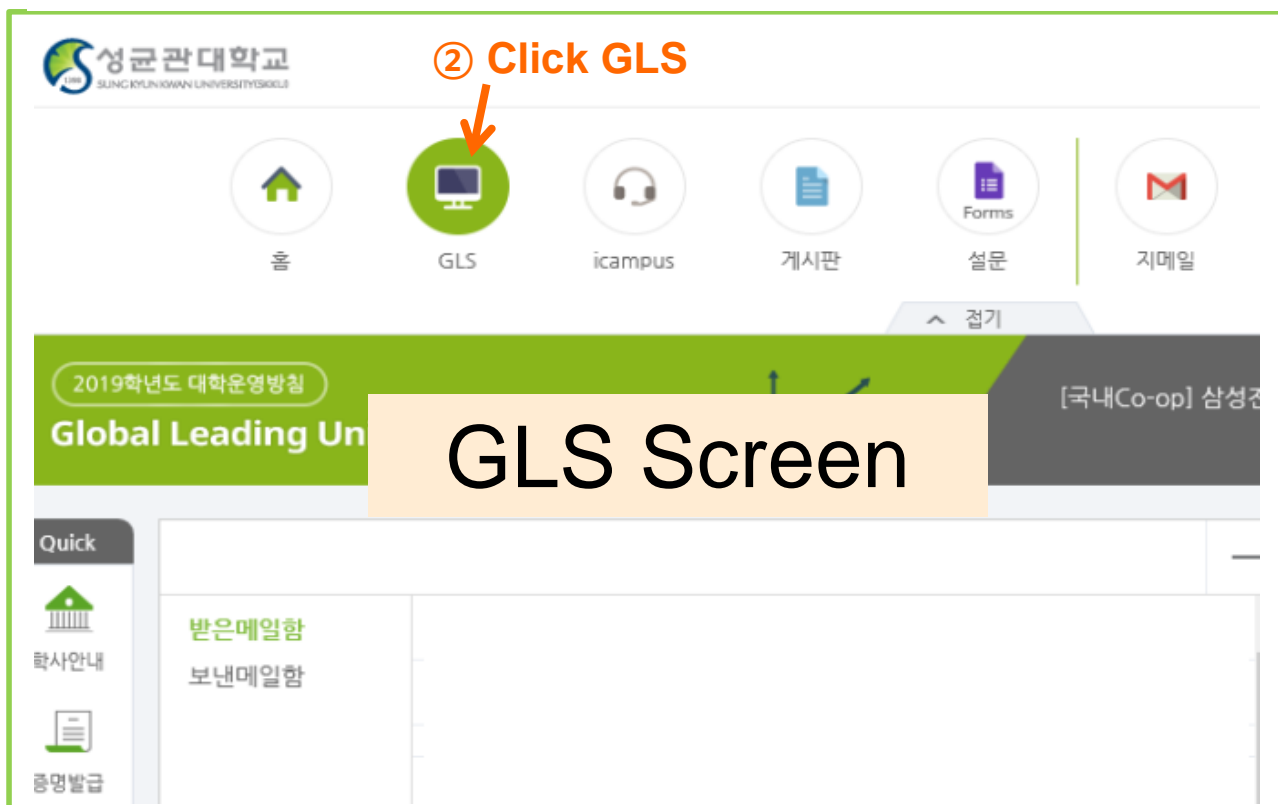 성균관대학교
② Click GLS
Forms
홈
GLS
icampus
게시판
설문
지메일
접기
2019학년도 대학운영방침
Global Leading Un
[국내Co-op] 삼성전
GLS Screen
Quick
받은메일함
학사안내
보낸메일함
증명발급